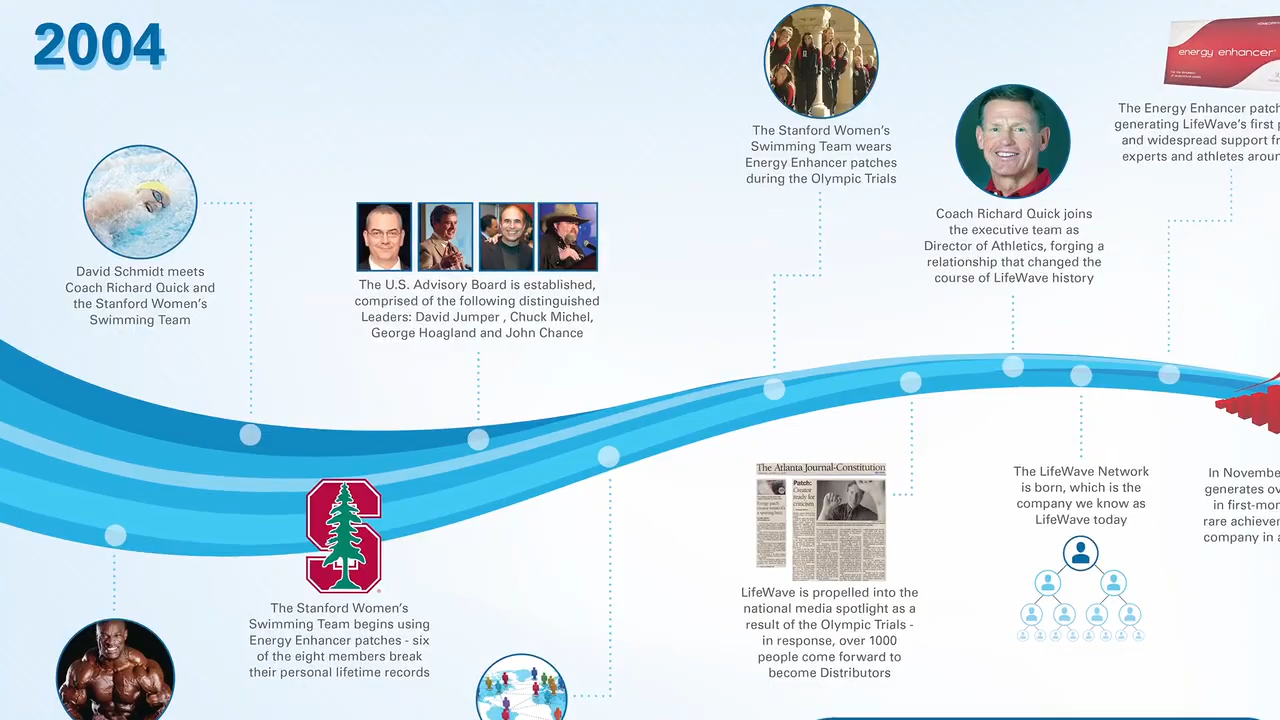 2004
David Schmidt meets
Coach Richard Quick and
the Stanford Women's
Swimming Team
The U.S. Advisory Board is established,
comprised of the following distinguished
Leaders: David Jumper , Chuck Michel,
George Hoagland and John Chance
The Stanford Women's
Swimming Team wears
Energy Enhancer patches
during the Olympic Trials
Coach Richard Quick joins
the executive team as
Director of Athletics, forging a
relationship that changed the
course of LifeWave history
energy enhancer
The Energy Enhancer patch
generating LifeWave's first p
and widespread support fr
experts and athletes aroun
S
The Stanford Women's
Swimming Team begins using
Energy Enhancer patches - six
of the eight members break
their personal lifetime records
The Atlanta Journal-Constitution
Patch:
Creator
ready for
criticism
LifeWave is propelled into the
national media spotlight as a
result of the Olympic Trials -
in response, over 1000
people come forward to
become Distributors
The LifeWave Network
is born, which is the
company we know as
LifeWave today
In Novembe
generates ov
in first-mor
rare achiever
company in a